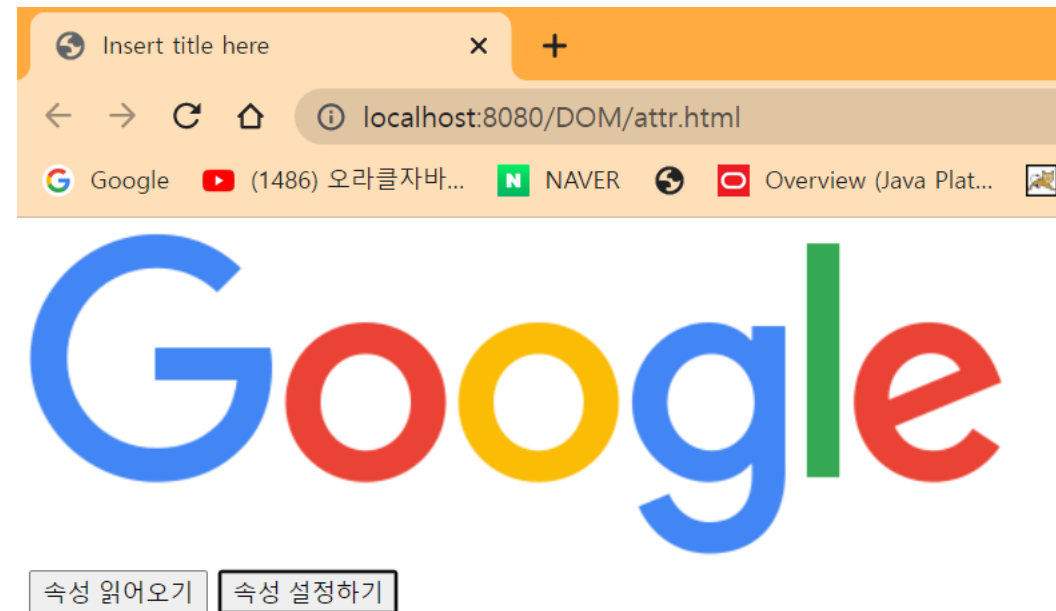 Insert title here
localhost:8080/DOM/attr.html
Google (1486) 오라클자바... N NAVER Overview (Java Plat...
Google
속성 읽어오기 속성 설정하기